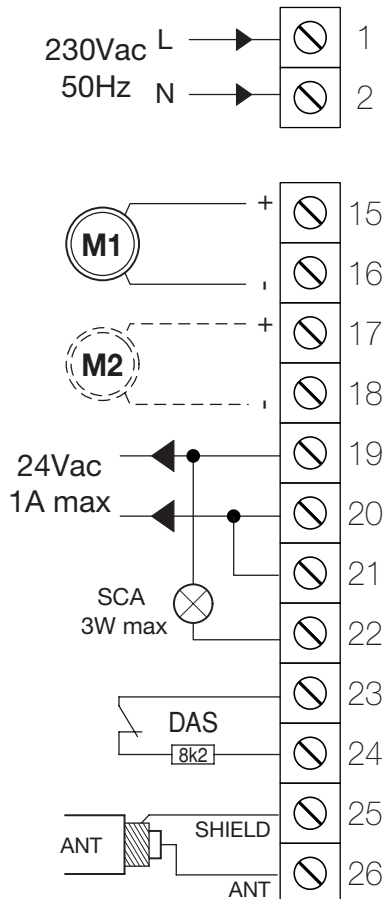 230Vac L 1
50Hz N 2
+ 15
M1
- 16
+ 17
M2
- 18
24Vac 19
1A max 20
21
SCA
3W max 22
23
DAS
8k2 24
SHIELD 25
ANT
ANT 26